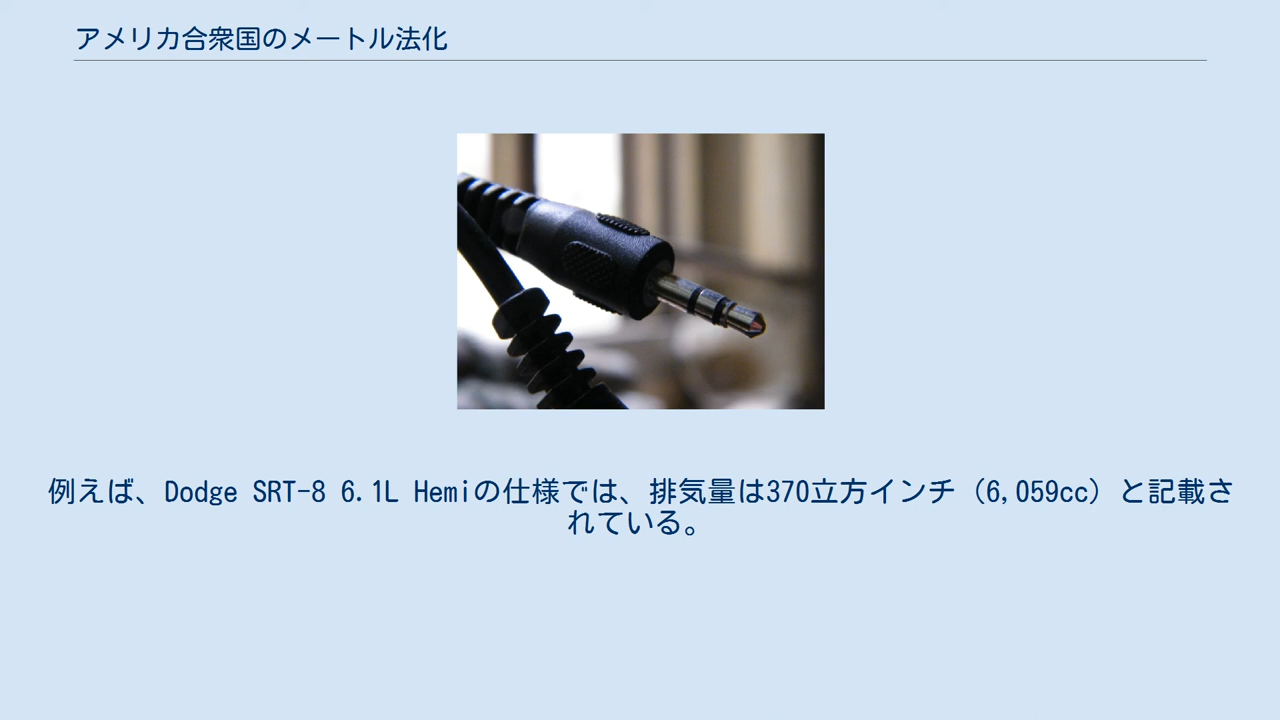 アメリカ合衆国のメートル法化
例えば、Dodge SRT-8 6.1L Hemiの仕様では、排気量は370立方インチ（6,059cc）と記載さ
れている。